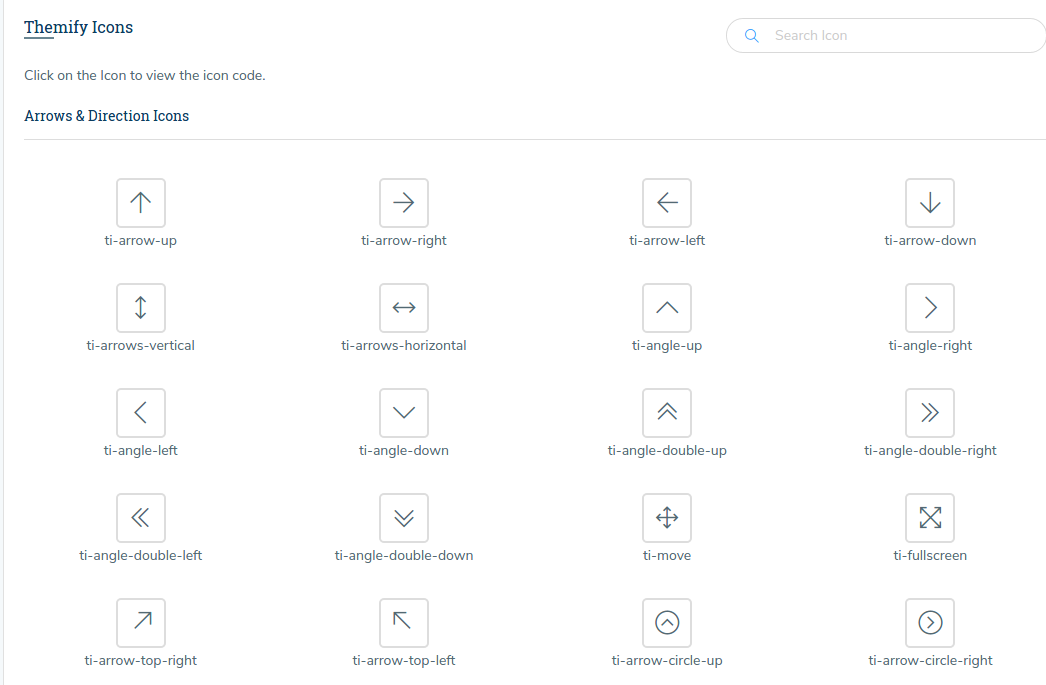 Themify Icons
Search Icon
Click on the Icon to view the icon code.
Arrows & Direction Icons
ti-arrow-up
ti-arrow-right
ti-arrow-left
ti-arrow-down
ti-arrows-vertical
ti-arrows-horizontal
ti-angle-up
ti-angle-right
ti-angle-left
ti-angle-down
ti-angle-double-up
ti-angle-double-right
ti-angle-double-left
ti-angle-double-down
ti-move
ti-fullscreen
ti-arrow-top-right
ti-arrow-top-left
ti-arrow-circle-up
ti-arrow-circle-right